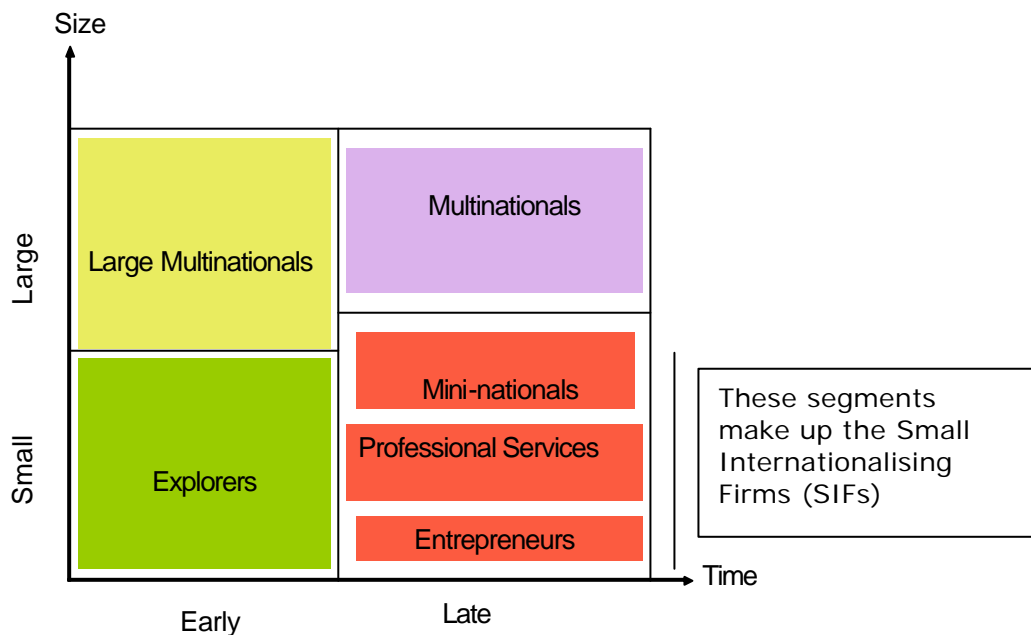 Size
Large
Small
Large Multinationals
Multinationals
Explorers
Mini-nationals
Professional Services
Entrepreneurs
These segments
make up the Small
Internationalising
Firms (SIFs)
Time
Early
Late